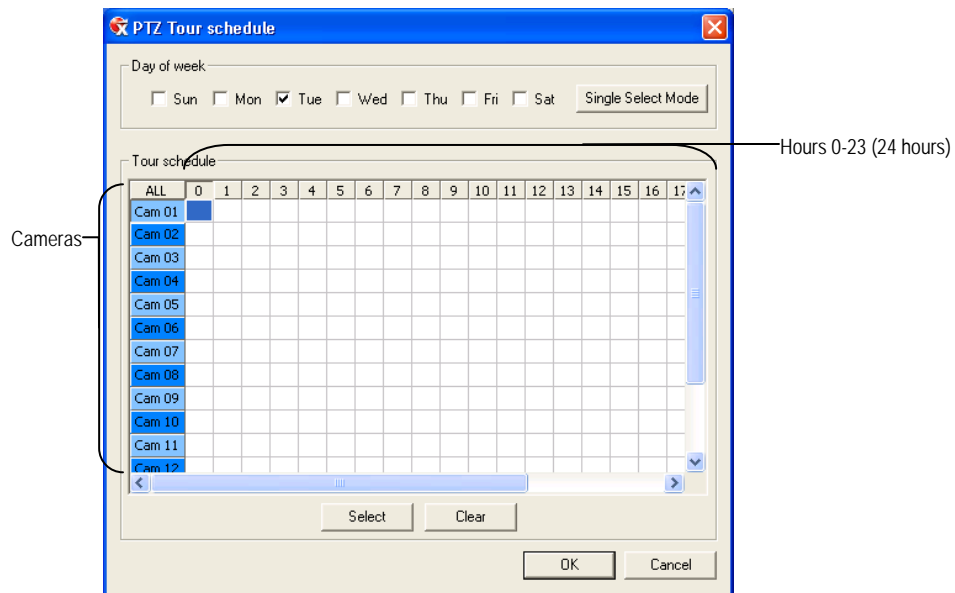 PTZ Tour schedule
Day of week
Sun Mon Tue Wed Thu Fri Sat Single Select Mode
Hours 0-23 (24 hours)
Tour schedule
ALL 0 1 2 3 4 5 6 7 8 9 10 11 12 13 14 15 16 17
Cam 01
Cameras
Cam 02
Cam 03
Cam 04
Cam 05
Cam 06
Cam 07
Cam 08
Cam 09
Cam 10
Cam 11
Cam 12
Select Clear
OK Cancel